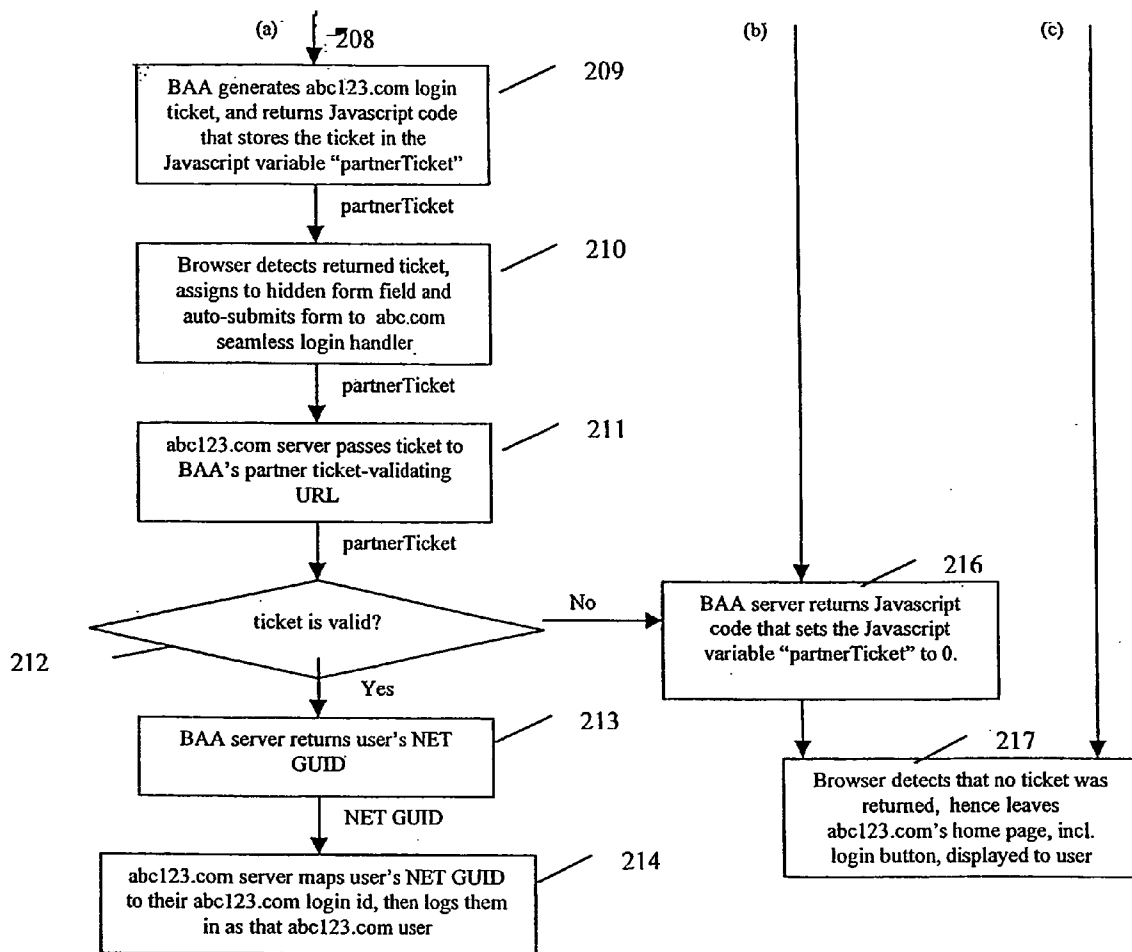 (a)
208
(b)
(c)
209
BAA generates abc123.com login
ticket, and returns Javascript code
that stores the ticket in the
Javascript variable “partnerTicket”
partnerTicket
210
Browser detects returned ticket,
assigns to hidden form field and
auto-submits form to abc.com
seamless login handler
partnerTicket
211
abc123.com server passes ticket to
BAA’s partner ticket-validating
URL
partnerTicket
ticket is valid?
212
No
216
BAA server returns Javascript
code that sets the Javascript
variable “partnerTicket” to 0.
Yes
213
BAA server returns user’s NET
GUID
NET GUID
217
Browser detects that no ticket was
returned, hence leaves
abc123.com’s home page, incl.
login button, displayed to user
214
abc123.com server maps user’s NET GUID
to their abc123.com login id, then logs them
in as that abc123.com user